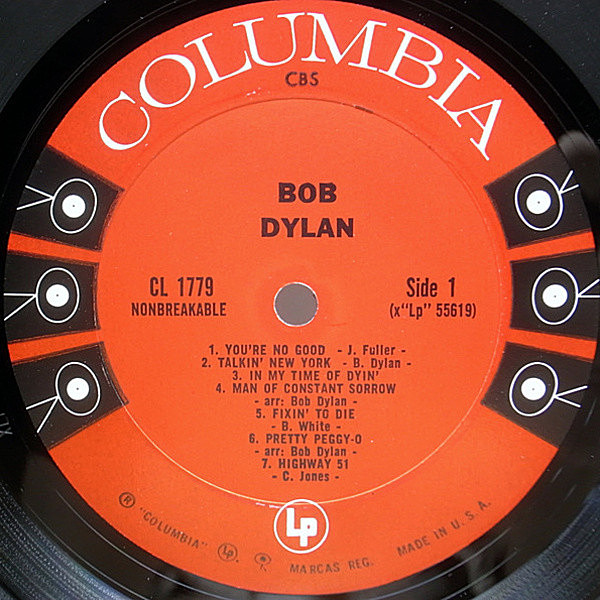 COLUMBIA
CBS
BOB
DYLAN
CL 1779
NONBREAKABLE
Side 1
(x"Lp" 55619)
1. YOU'RE NO GOOD - J. Fuller -
2. TALKIN' NEW YORK - B. Dylan -
3. IN MY TIME OF DYIN'
4. MAN OF CONSTANT SORROW
- arr: Bob Dylan -
5. FIXIN' TO DIE
- B. White -
6. PRETTY PEGGY-O
- arr: Bob Dylan -
7. HIGHWAY 51
- C. Jones -
Lp
® "COLUMBIA" Lp MARCAS REG. MADE IN U. S. A.